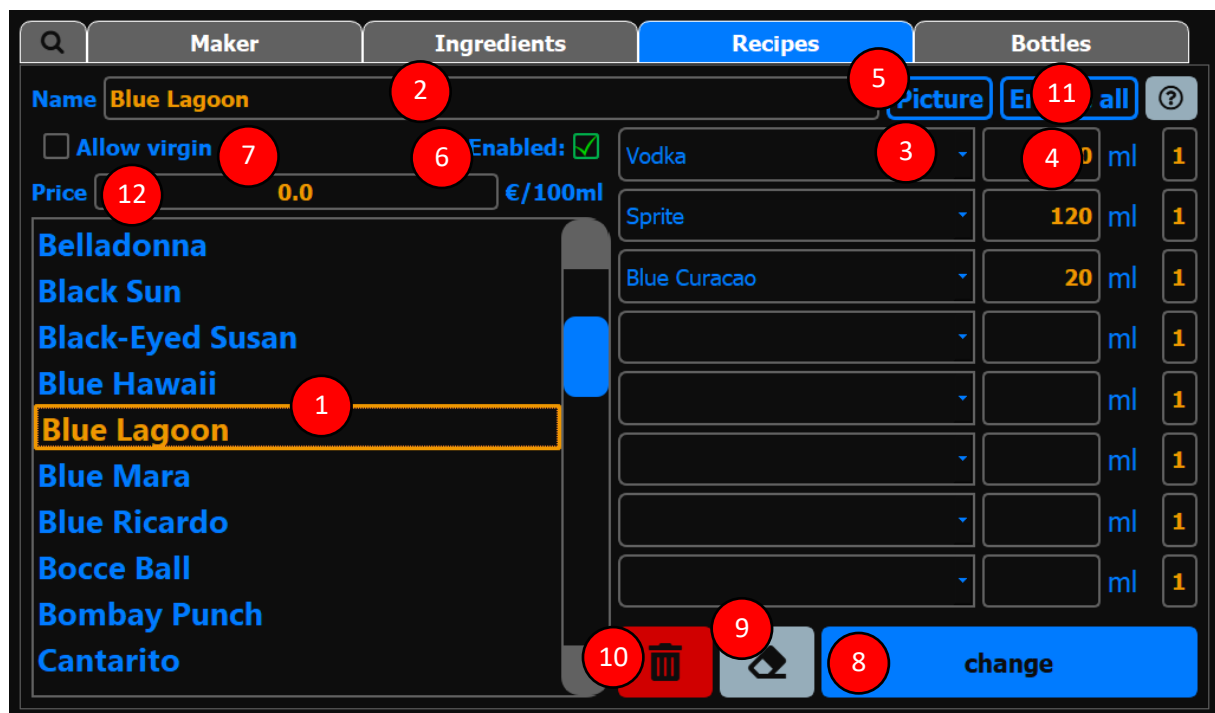 Maker Ingredients Recipes Bottles
Name Blue Lagoon 2 5 Picture 11 all ?
Allow virgin 7 6 Enabled:
Price 12 0.0 €/100ml
Vodka 3 4 ml 1
Sprite 120 ml 1
Blue Curacao 20 ml 1
ml 1
ml 1
ml 1
ml 1
ml 1
Belladonna
Black Sun
Black-Eyed Susan
Blue Hawaii
1
Blue Lagoon
Blue Mara
Blue Ricardo
Bocce Ball
Bombay Punch
Cantarito
10 9 8 change